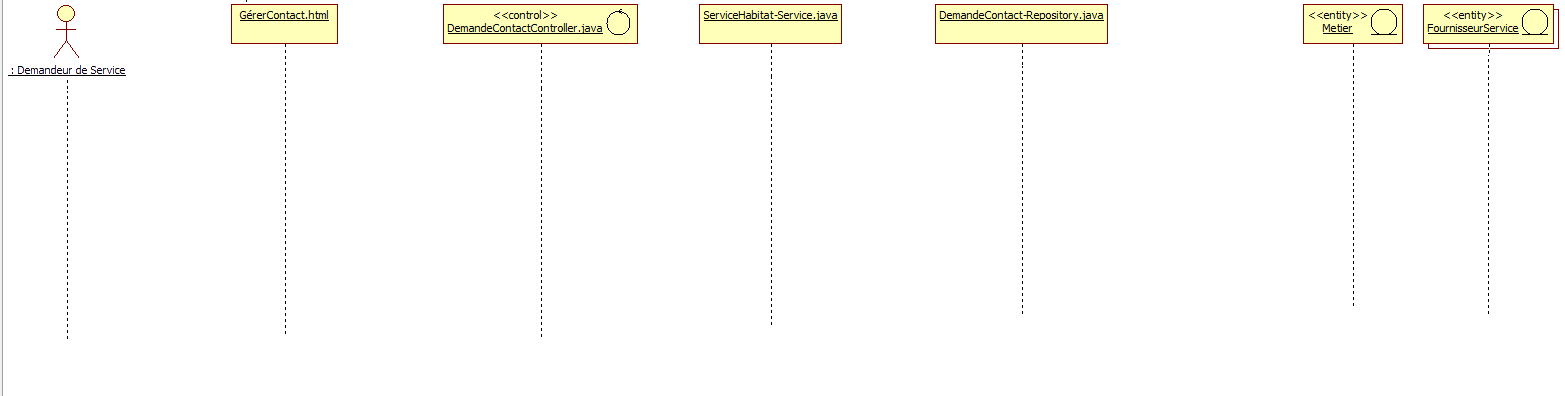 : Demandeur de Service
GérerContact.html
<<control>>
DemandeContactController.java
ServiceHabitat-Service.java
DemandeContact-Repository.java
<<entity>>
Metier
<<entity>>
FournisseurService